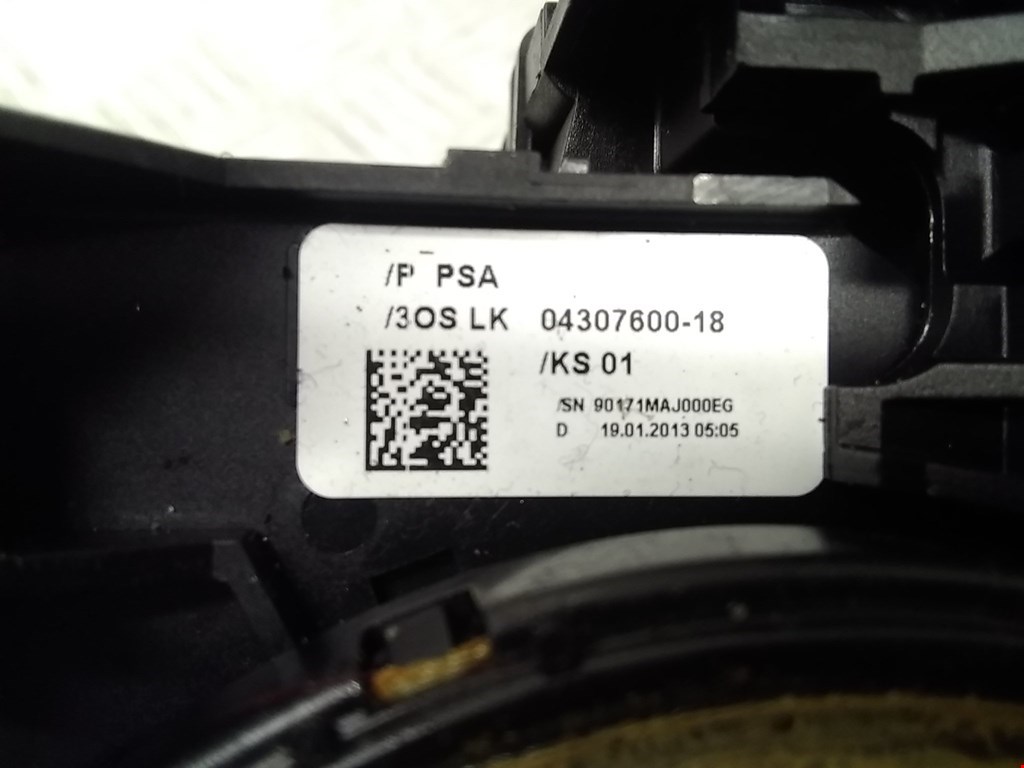 /P PSA
/3OS LK 04307600-18
/KS 01
/SN 90171MAJ000EG
D 19.01.2013 05:05